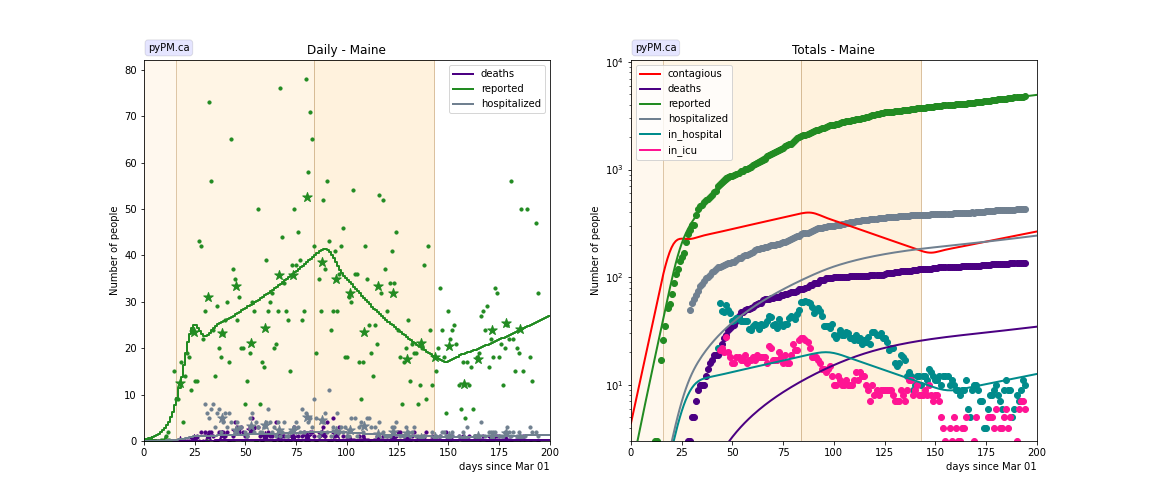 pyPM.ca
Daily - Maine
deaths
reported
hospitalized
Number of people
80
70
60
50
40
30
20
10
0
0 25 50 75 100 125 150 175 200
days since Mar 01
pyPM.ca
Totals - Maine
contagious
deaths
reported
hospitalized
in_hospital
in_icu
Number of people
10⁴
10³
10²
10¹
0 25 50 75 100 125 150 175 200
days since Mar 01